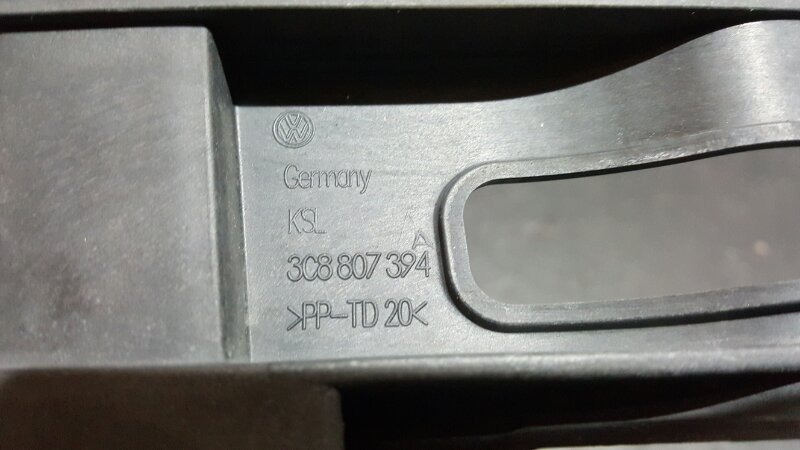 Germany
KSL
A
3C8 807 394
>PP-TD 20<